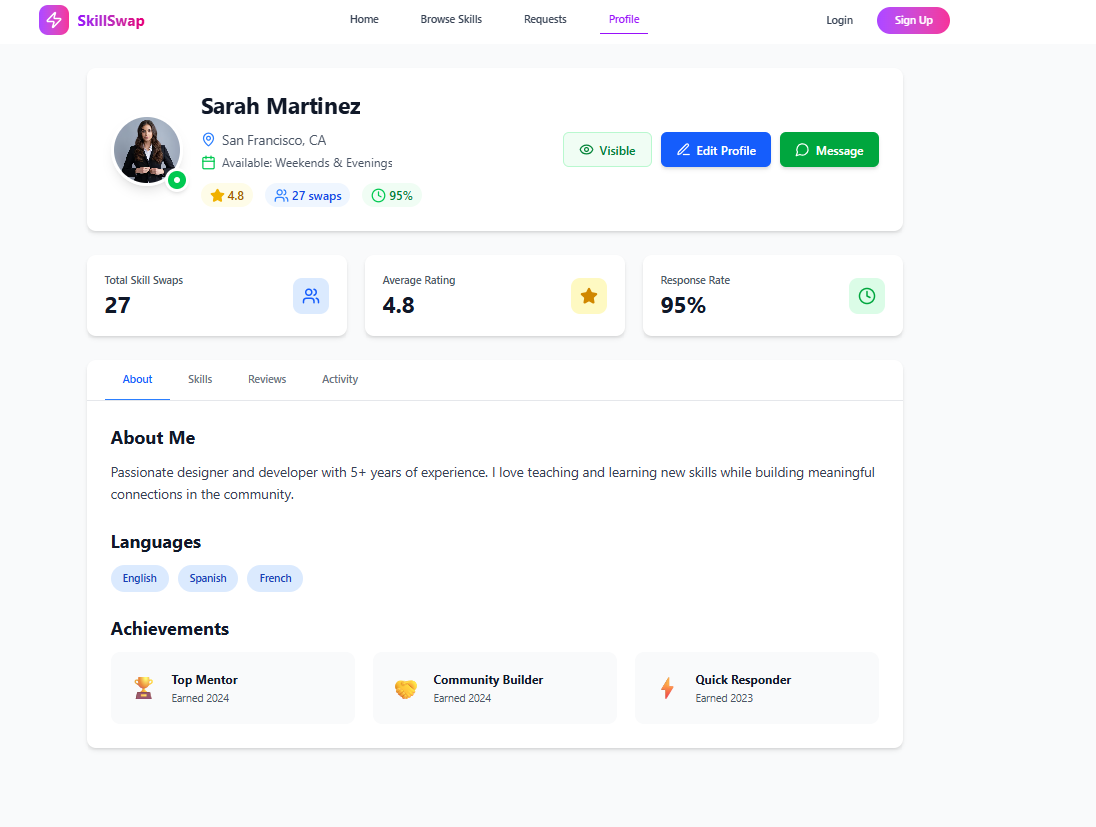 SkillSwap
Home
Browse Skills
Requests
Profile
Login
Sign Up
Sarah Martinez
San Francisco, CA
Available: Weekends & Evenings
4.8
27 swaps
95%
Visible
Edit Profile
Message
Total Skill Swaps
27
Average Rating
4.8
Response Rate
95%
About
Skills
Reviews
Activity
About Me
Passionate designer and developer with 5+ years of experience. I love teaching and learning new skills while building meaningful
connections in the community.
Languages
English
Spanish
French
Achievements
Top Mentor
Earned 2024
Community Builder
Earned 2024
Quick Responder
Earned 2023